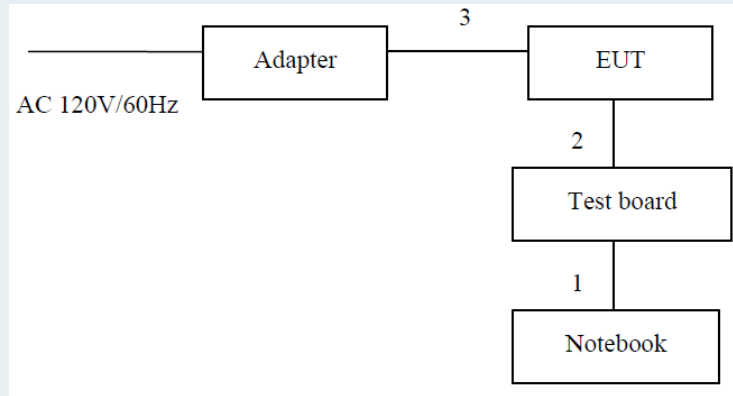 3
Adapter
EUT
AC 120V/60Hz
2
Test board
1
Notebook